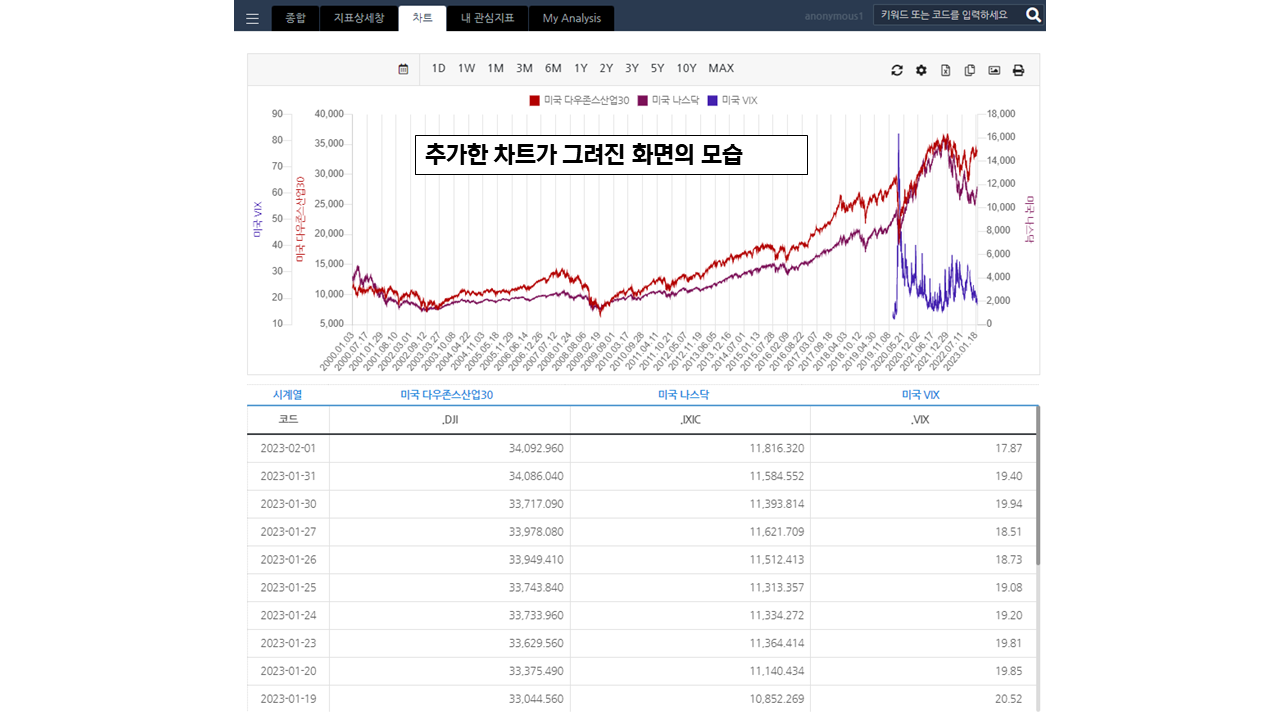 종합 지표상세창 차트 내 관심지표 My Analysis anonymous1 키워드 또는 코드를 입력하세요
1D 1W 1M 3M 6M 1Y 2Y 3Y 5Y 10Y MAX
미국 다우존스산업30 미국 나스닥 미국 VIX
추가한 차트가 그려진 화면의 모습
미국 VIX
90
80
70
60
50
40
30
20
10
미국 다우존스산업30
40,000
35,000
30,000
25,000
20,000
15,000
10,000
5,000
18,000
16,000
14,000
12,000
10,000
8,000
6,000
4,000
2,000
0
미국 나스닥
2000.01.03 2000.07.17 2001.01.29 2001.08.10 2002.03.01 2002.09.12 2003.03.27 2003.10.08 2004.04.22 2004.11.03 2005.05.18 2005.11.29 2006.06.14 2006.12.26 2007.07.12 2008.01.24 2008.08.06 2009.02.19 2009.09.01 2010.03.17 2010.09.28 2011.04.11 2011.10.21 2012.05.07 2012.11.19 2013.06.05 2013.12.16 2014.07.01 2015.01.13 2015.07.28 2016.02.09 2016.08.22 2017.03.07 2017.09.18 2018.04.03 2018.10.12 2019.04.30 2019.11.08 2020.05.21 2020.12.02 2021.06.17 2021.12.29 2022.07.11 2023.01.18
시계열 미국 다우존스산업30 미국 나스닥 미국 VIX
코드 .DJI .IXIC .VIX
2023-02-01 34,092.960 11,816.320 17.87
2023-01-31 34,086.040 11,584.552 19.40
2023-01-30 33,717.090 11,393.814 19.94
2023-01-27 33,978.080 11,621.709 18.51
2023-01-26 33,949.410 11,512.413 18.73
2023-01-25 33,743.840 11,313.357 19.08
2023-01-24 33,733.960 11,334.272 19.20
2023-01-23 33,629.560 11,364.414 19.81
2023-01-20 33,375.490 11,140.434 19.85
2023-01-19 33,044.560 10,852.269 20.52